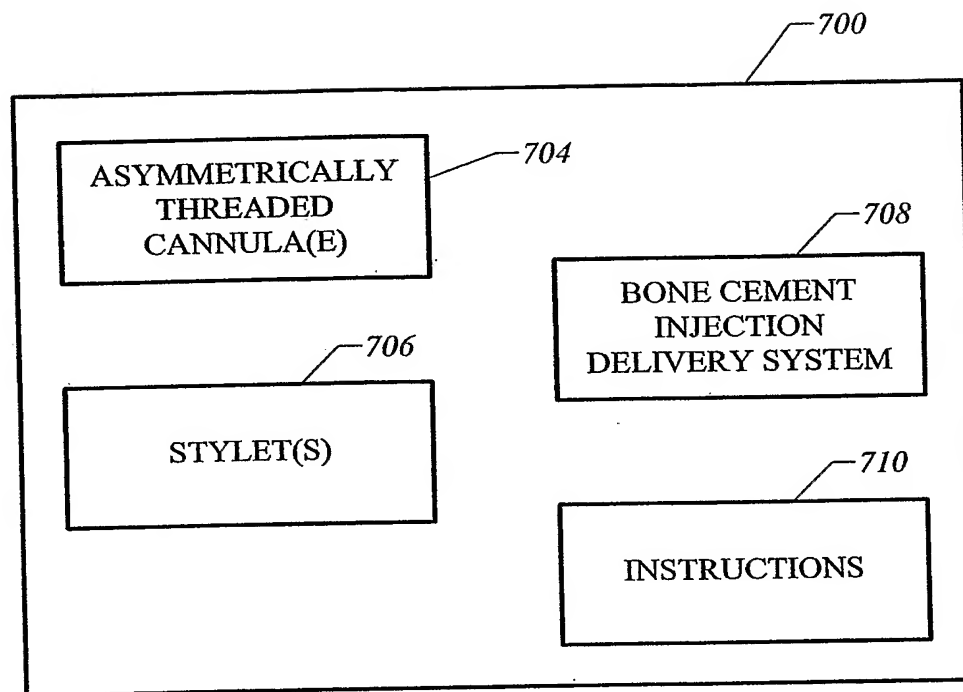 700
ASYMMETRICALLY
THREADED
CANNULA(E)
704
708
BONE CEMENT
INJECTION
DELIVERY SYSTEM
706
STYLET(S)
710
INSTRUCTIONS